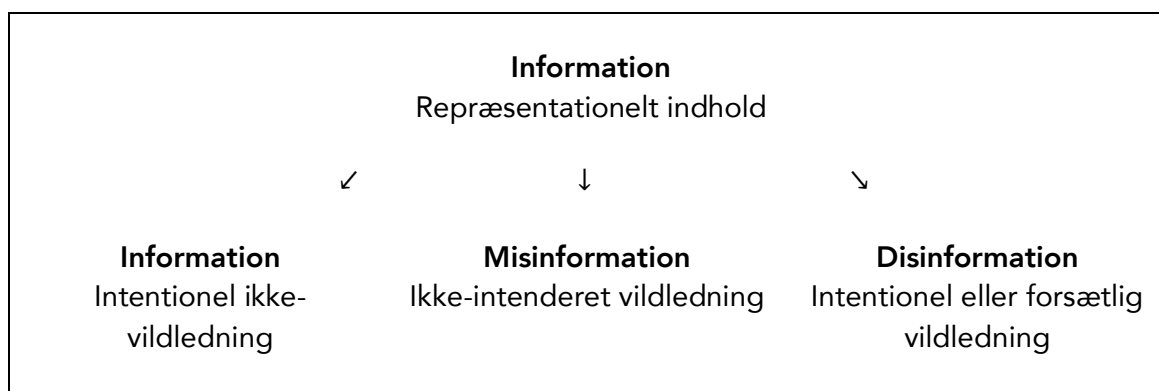 Information
Repræsentationelt indhold
↙ ↓ ↘
Information Misinformation Disinformation
Intentionel ikke- Ikke-intenderet vildledning Intentionel eller forsætlig
vildledning vildledning